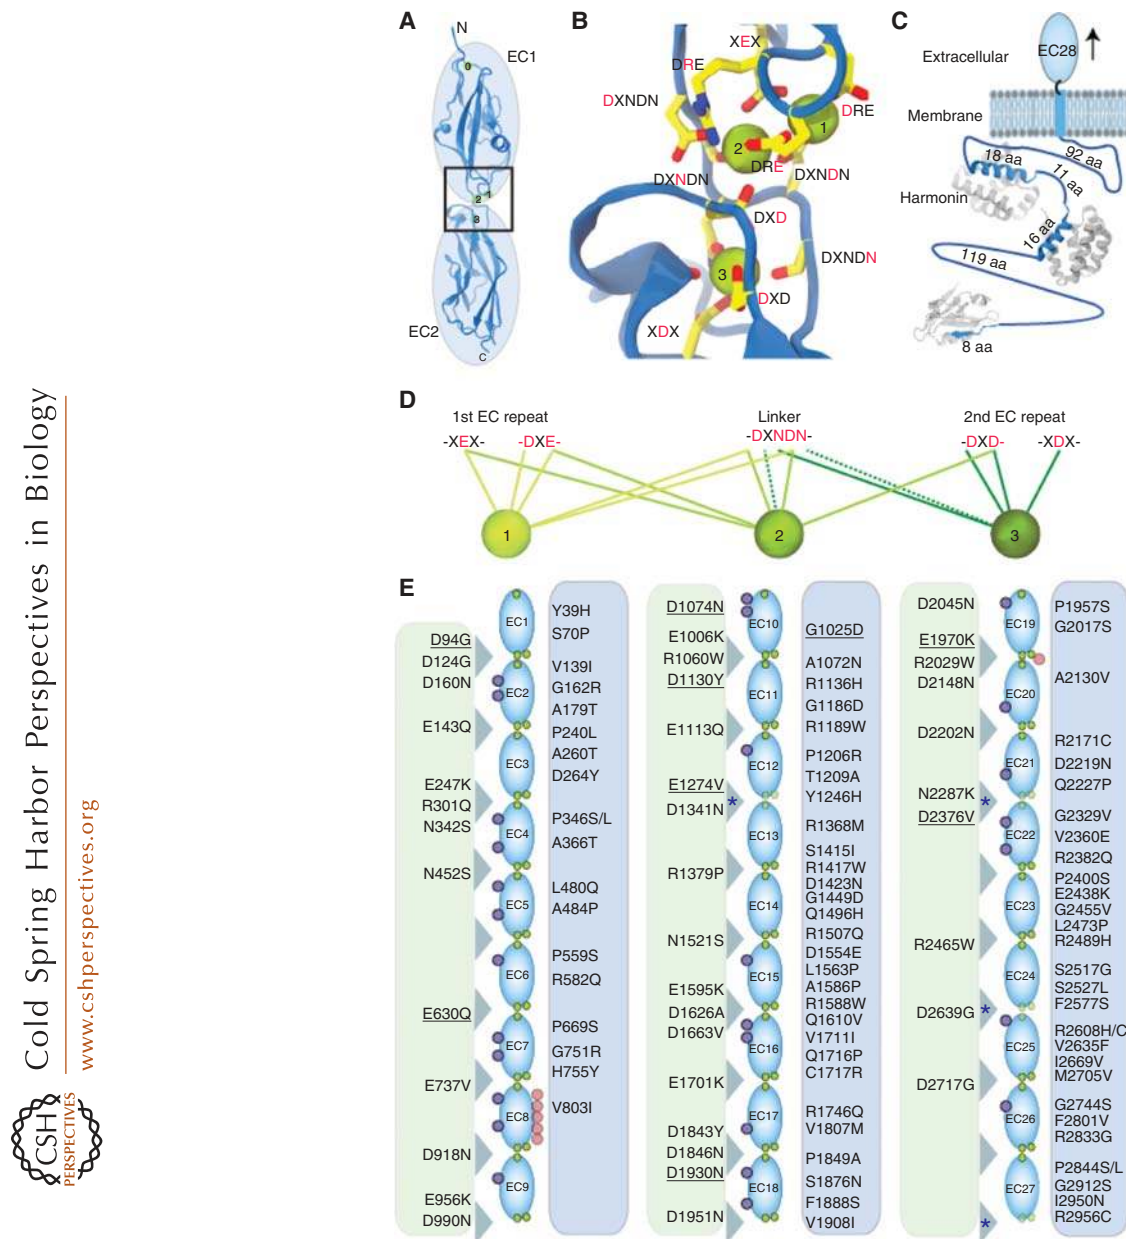 Cold Spring Harbor Perspectives in Biology
www.cshperspectives.org
CSH
PERSPECTIVES
A
N
EC1
0
1
2
3
EC2
C
B
XEX
DRE
DXNDN
DRE
1
2
DRE
DXNDN
DXNDN
DXD
DXNDN
3
DXD
XDX
C
Extracellular
EC28
Membrane
92 aa
18 aa
11 aa
Harmonin
16 aa
119 aa
8 aa
D
1st EC repeat
Linker
2nd EC repeat
-XEX-
-DXE-
-DXNDN-
-DXD-
-XDX-
1
2
3
E
D94G
D124G
D160N
E143Q
E247K
R301Q
N342S
N452S
E630Q
E737V
D918N
E956K
D990N
EC1
EC2
EC3
EC4
EC5
EC6
EC7
EC8
EC9
Y39H
S70P
V139I
G162R
A179T
P240L
A260T
D264Y
P346S/L
A366T
L480Q
A484P
P559S
R582Q
P669S
G751R
H755Y
V803I
D1074N
E1006K
R1060W
D1130Y
E1113Q
E1274V
D1341N
*
R1379P
N1521S
E1595K
D1626A
D1663V
E1701K
D1843Y
D1846N
D1930N
D1951N
EC10
EC11
EC12
EC13
EC14
EC15
EC16
EC17
EC18
G1025D
A1072N
R1136H
G1186D
R1189W
P1206R
T1209A
Y1246H
R1368M
S1415I
R1417W
D1423N
G1449D
Q1496H
R1507Q
D1554E
L1563P
A1586P
R1588W
Q1610V
V1711I
Q1716P
C1717R
R1746Q
V1807M
P1849A
S1876N
F1888S
V1908I
D2045N
E1970K
R2029W
D2148N
D2202N
N2287K
*
D2376V
R2465W
D2639G
*
D2717G
*
EC19
EC20
EC21
EC22
EC23
EC24
EC25
EC26
EC27
P1957S
G2017S
A2130V
R2171C
D2219N
Q2227P
G2329V
V2360E
R2382Q
P2400S
E2438K
G2455V
L2473P
R2489H
S2517G
S2527L
F2577S
R2608H/C
V2635F
I2669V
M2705V
G2744S
F2801V
R2833G
P2844S/L
G2912S
I2950N
R2956C